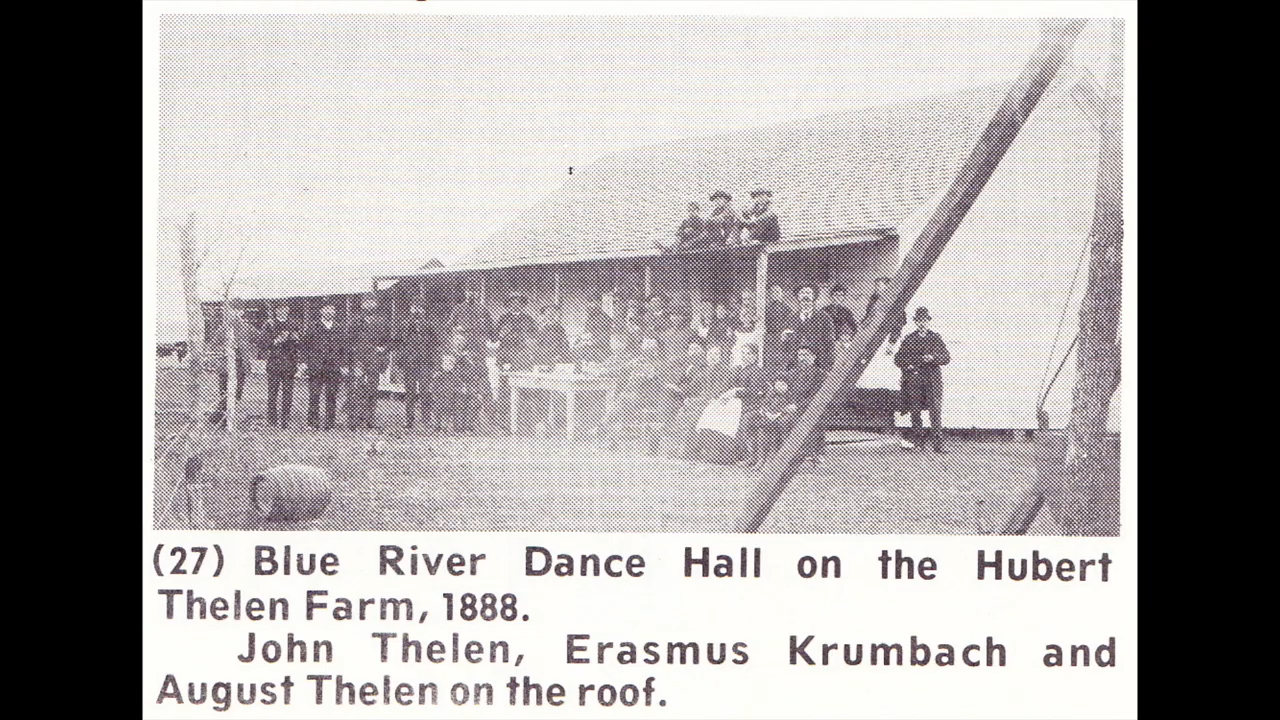 (27) Blue River Dance Hall on the Hubert
Thelen Farm, 1888.
John Thelen, Erasmus Krumbach and
August Thelen on the roof.